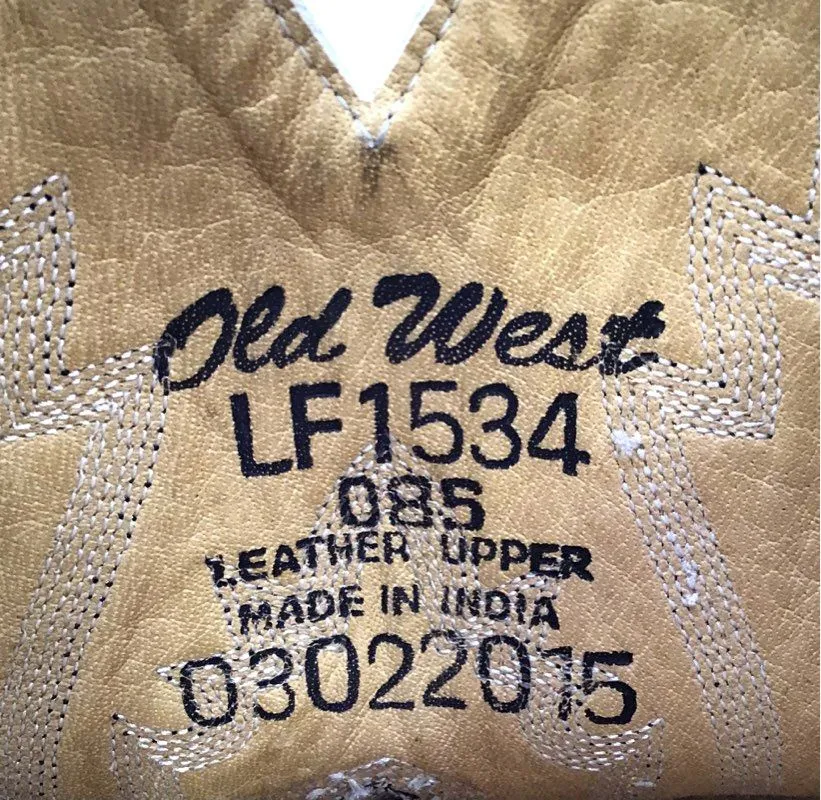 Old West
LF1534
085
LEATHER UPPER
MADE IN INDIA
03022015